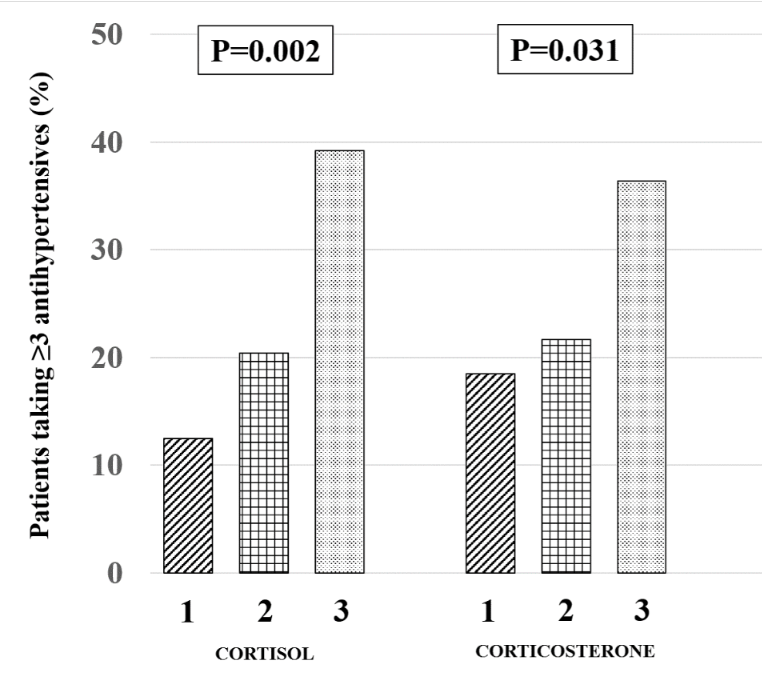 50
P=0.002
P=0.031
40
30
20
10
0
Patients taking ≥3 antihypertensives (%)
1 2 3 1 2 3
CORTISOL CORTICOSTERONE